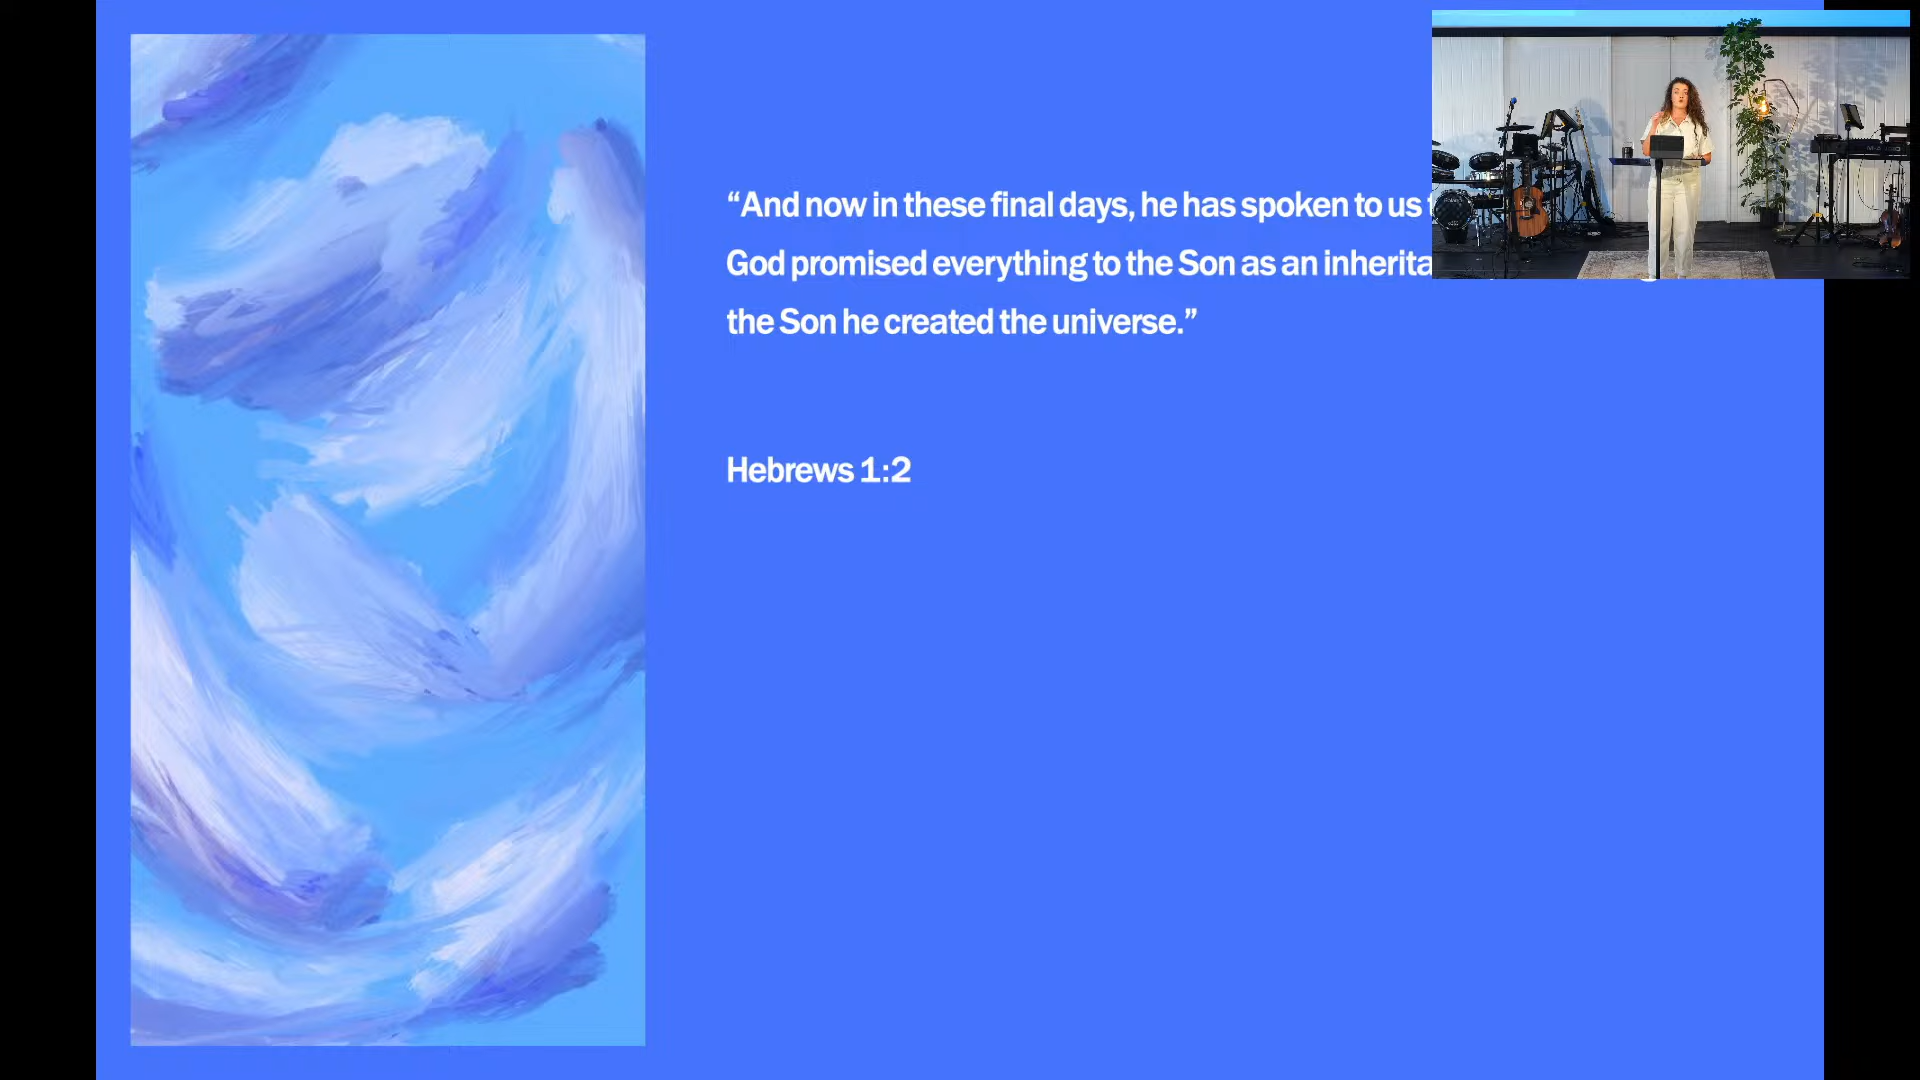 “And now in these final days, he has spoken to us
God promised everything to the Son as an
the Son he created the universe.”
Hebrews 1:2